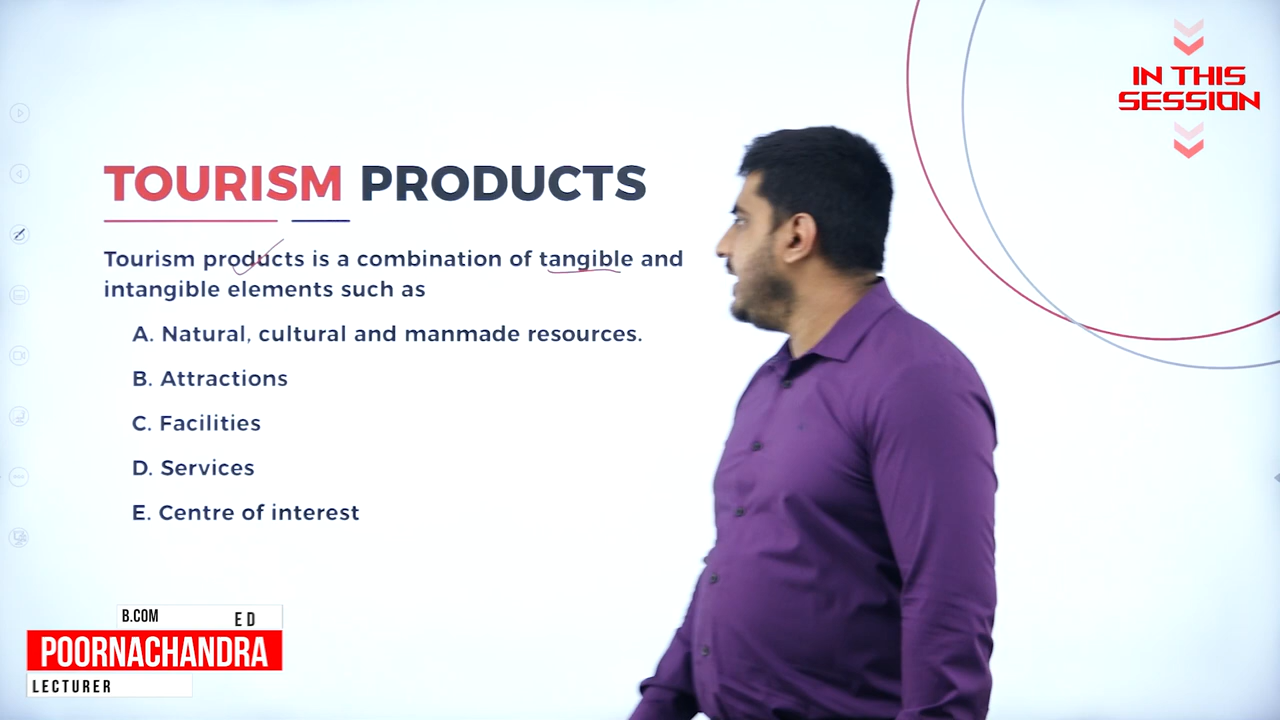 IN THIS
SESSION
TOURISM PRODUCTS
Tourism products is a combination of tangible and
intangible elements such as
A. Natural, cultural and manmade resources.
B. Attractions
C. Facilities
D. Services
E. Centre of interest
B.COM ED
POORNACHANDRA
LECTURER